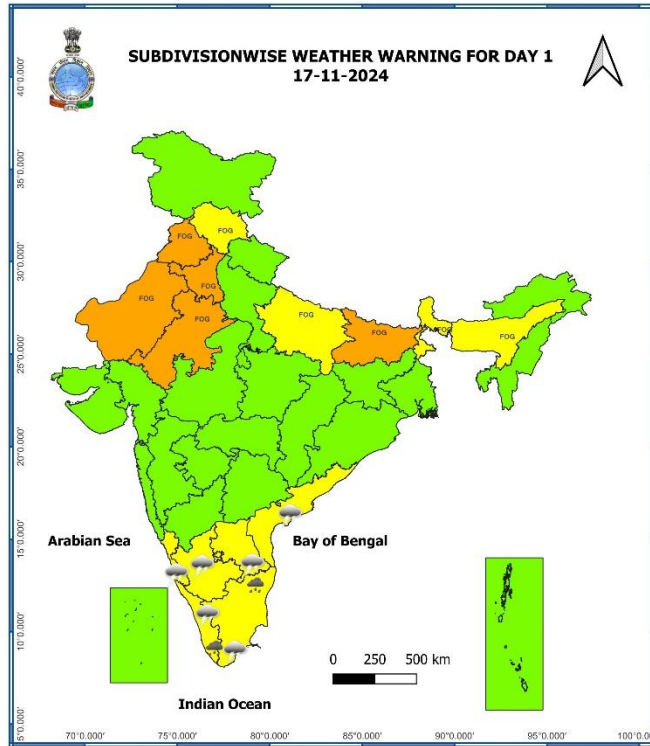 SUBDIVISIONWISE WEATHER WARNING FOR DAY 1
17-11-2024
40°0.000'
35°0.000'
30°0.000'
25°0.000'
20°0.000'
15°0.000'
10°0.000'
5°0.000'
FOG
FOG
FOG
FOG
FOG
FOG
FOG
FOG
Arabian Sea
Bay of Bengal
0 250 500 km
Indian Ocean
70°0.000' 75°0.000' 80°0.000' 85°0.000' 90°0.000' 95°0.000'